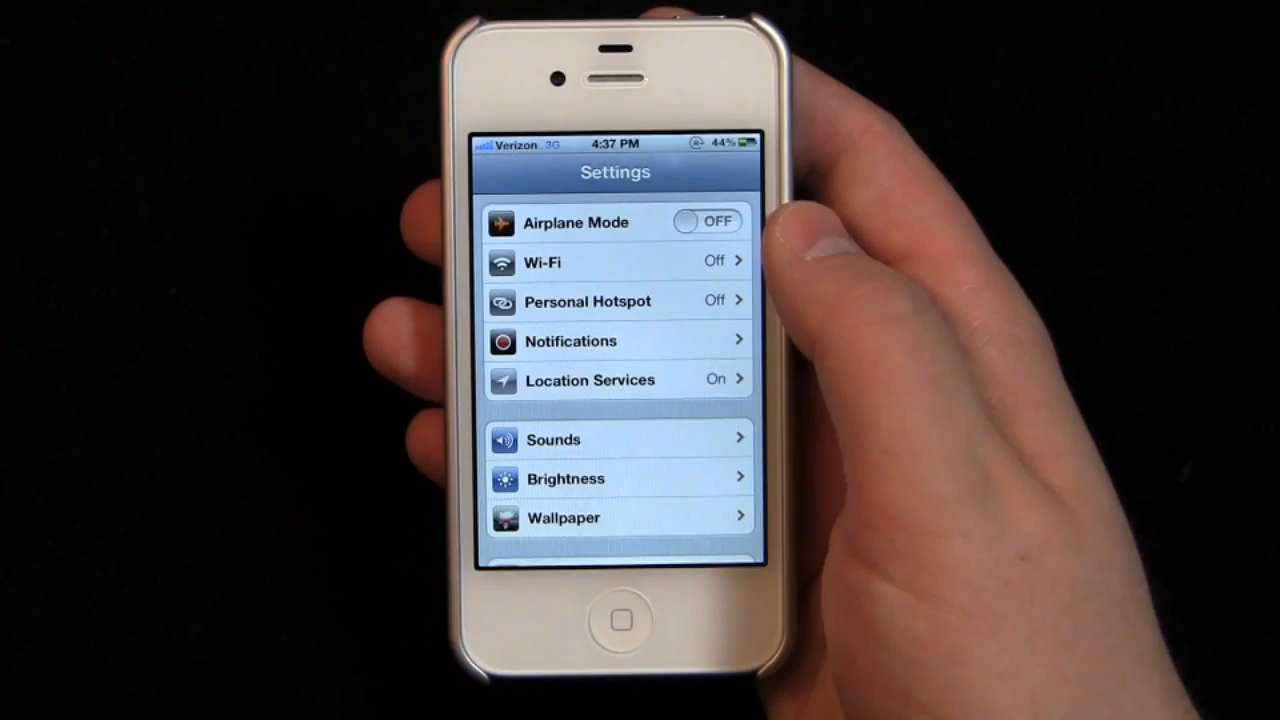 Verizon 3G 4:37 PM 44%
Settings
Airplane Mode OFF
Wi-Fi Off
Personal Hotspot Off
Notifications
Location Services On
Sounds
Brightness
Wallpaper